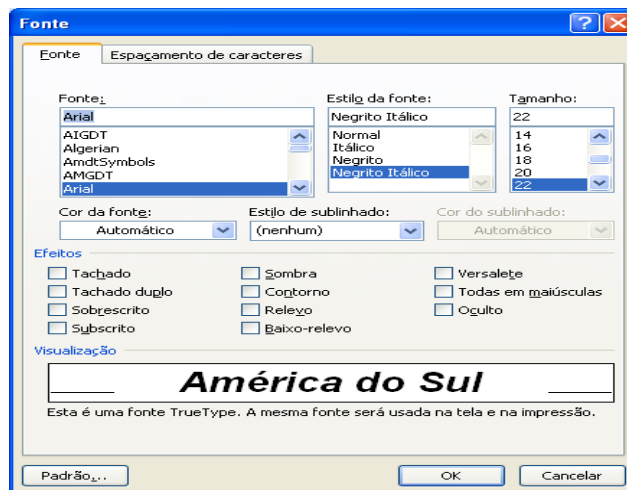 Fonte
Fonte Espaçamento de caracteres
Fonte: Estilo da fonte: Tamanho:
Arial Negrito Itálico 22
AIGDT Normal 14
Algerian Itálico 16
AmdtSymbols Negrito 18
AMGDT Negrito Itálico 20
Arial 22
Cor da fonte: Estilo de sublinhado: Cor do sublinhado:
Automático (nenhum) Automático
Efeitos
Tachado Sombra Versalete
Tachado duplo Contorno Todas em maiúsculas
Sobrescrito Relevo Oculto
Subscrito Baixo-relevo
Visualização
América do Sul
Esta é uma fonte TrueType. A mesma fonte será usada na tela e na impressão.
Padrão... OK Cancelar